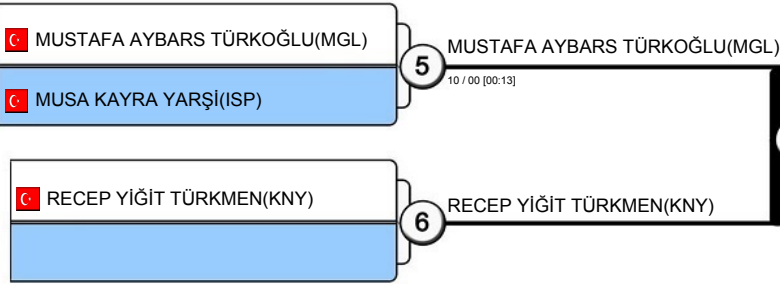 MUSTAFA AYBARS TÜRKOĞLU(MGL)
MUSA KAYRA YARŞİ(ISP)
5
MUSTAFA AYBARS TÜRKOĞLU(MGL)
10 / 00 [00:13]
RECEP YİĞİT TÜRKMEN(KNY)
6
RECEP YİĞİT TÜRKMEN(KNY)